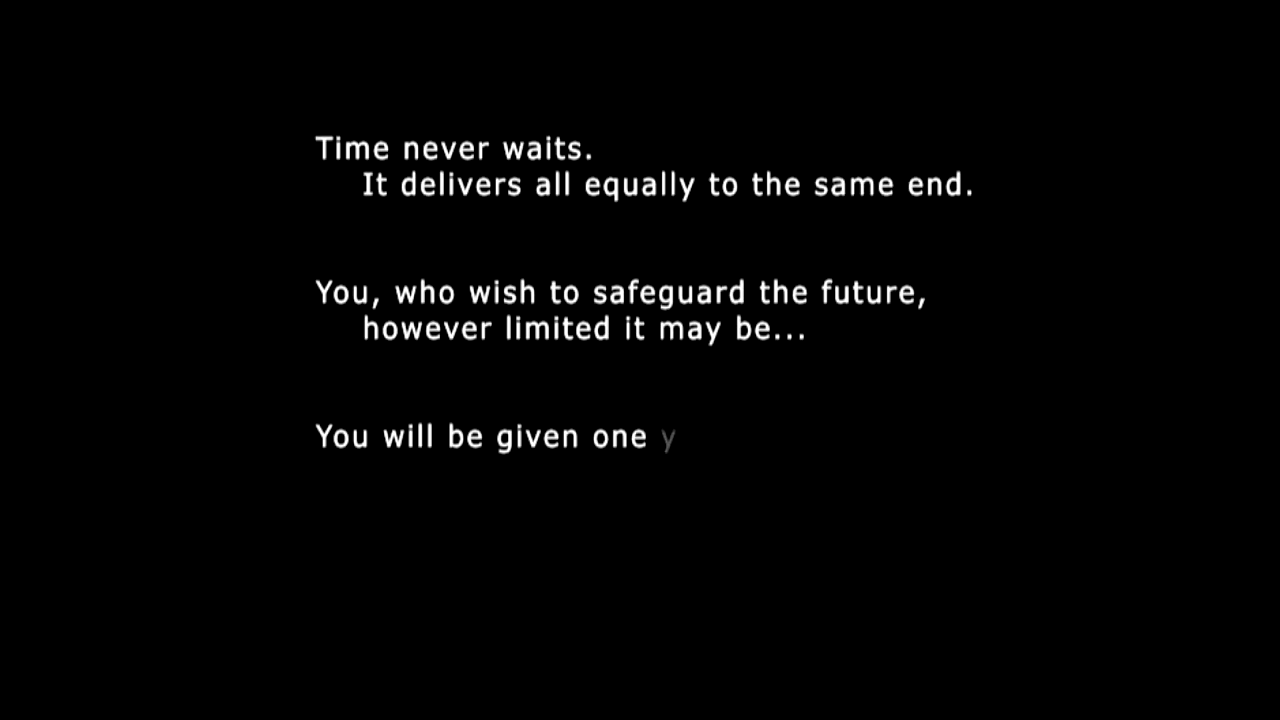 Time never waits.
It delivers all equally to the same end.
You, who wish to safeguard the future,
however limited it may be...
You will be given one y